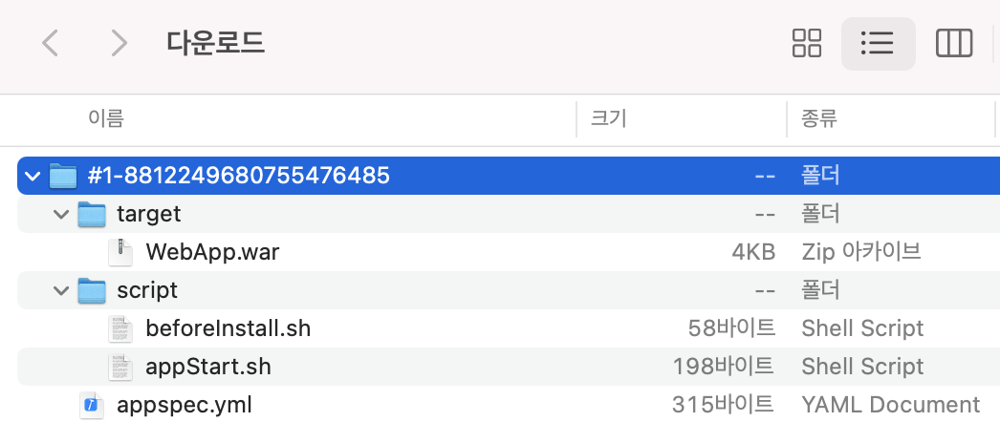 다운로드
이름 크기 종류
#1-8812249680755476485 -- 폴더
target -- 폴더
WebApp.war 4KB Zip 아카이브
script -- 폴더
beforeInstall.sh 58바이트 Shell Script
appStart.sh 198바이트 Shell Script
appspec.yml 315바이트 YAML Document